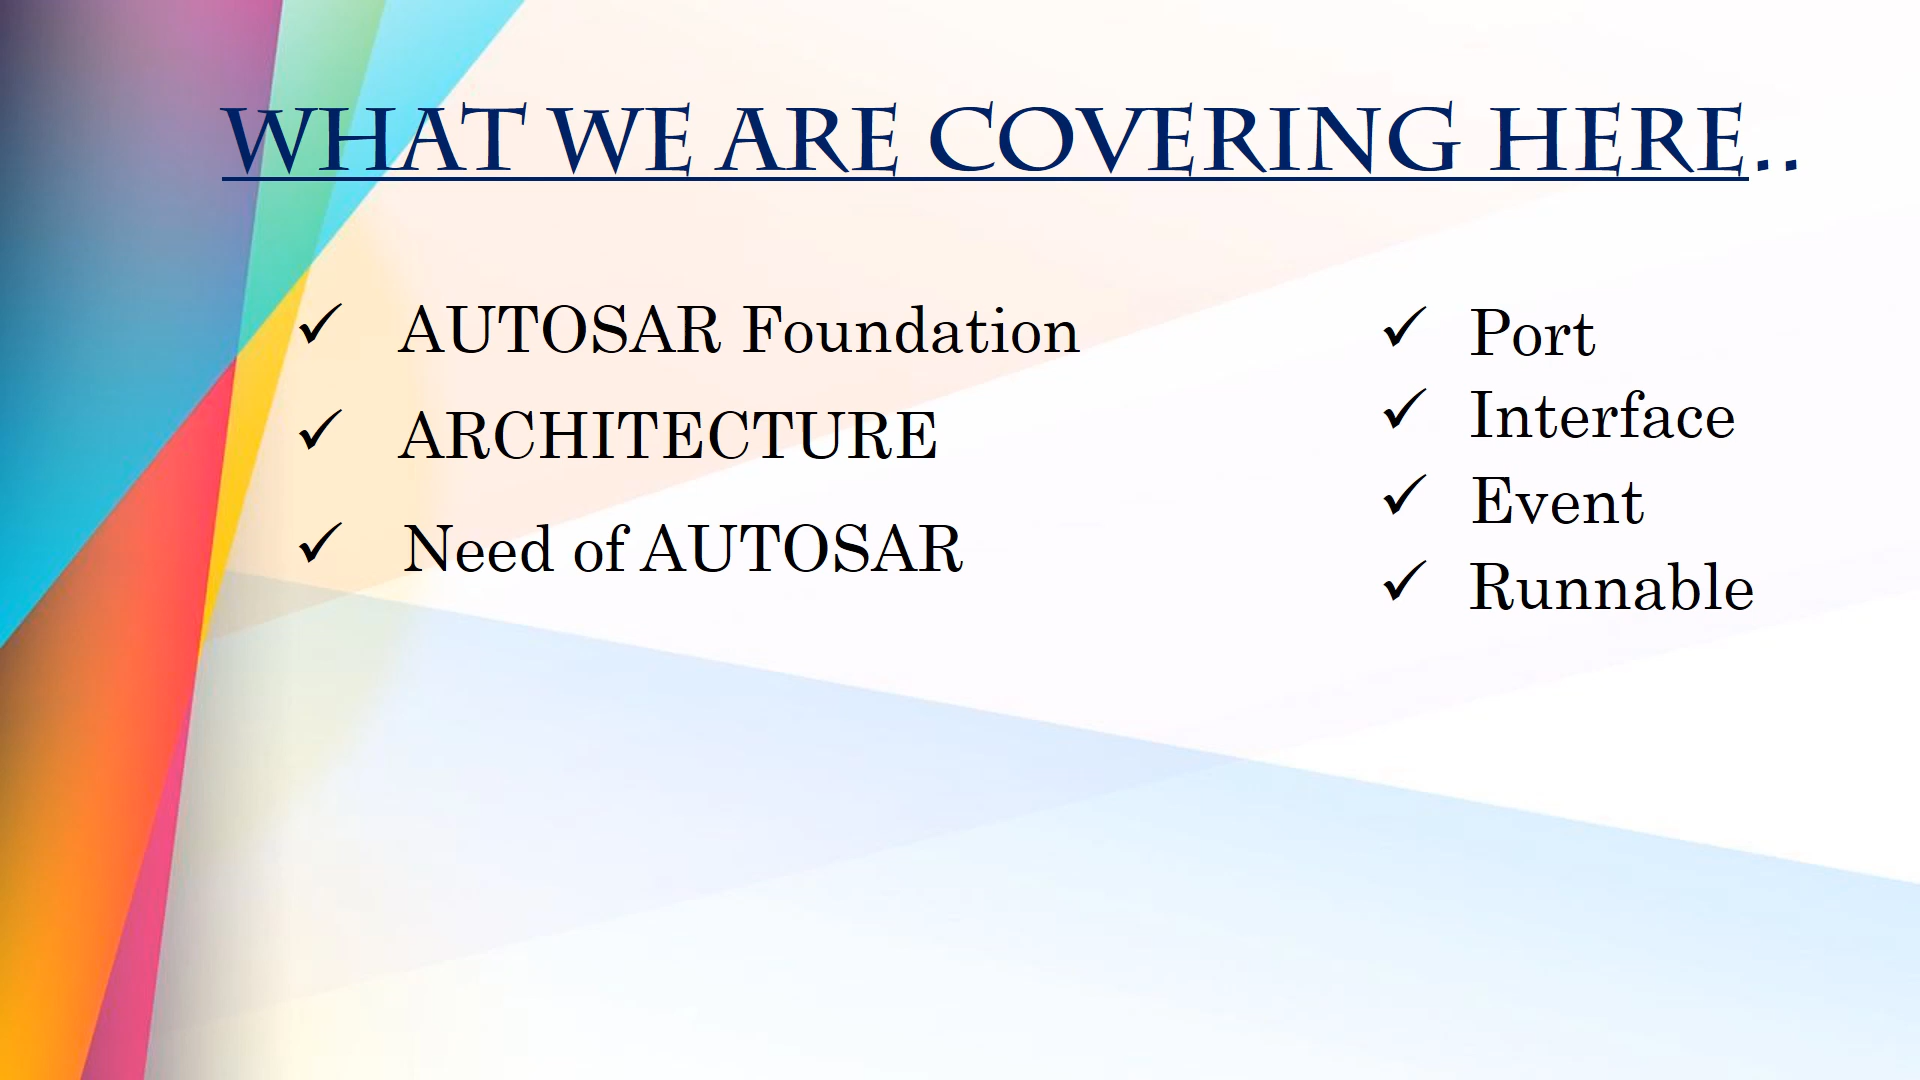 WHAT WE ARE COVERING HERE..
✓ AUTOSAR Foundation
✓ ARCHITECTURE
✓ Need of AUTOSAR
✓ Port
✓ Interface
✓ Event
✓ Runnable